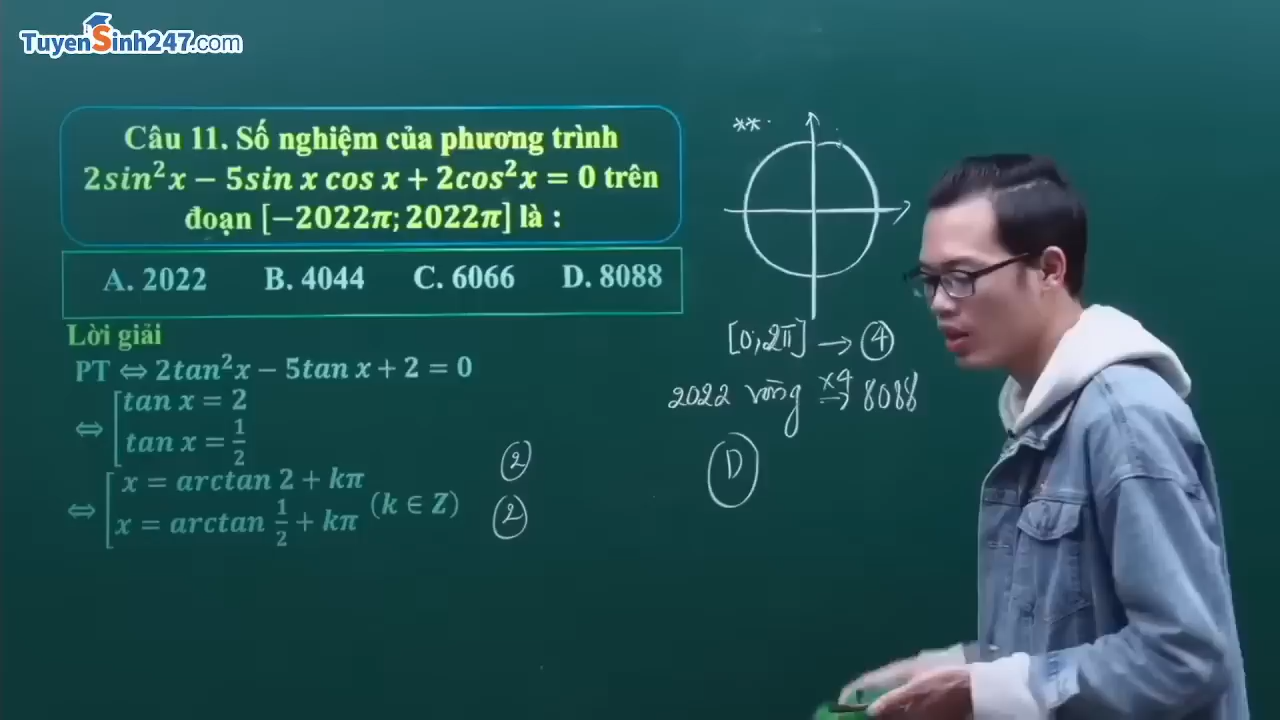 TuyenSinh247.com
Câu 11. Số nghiệm của phương trình
2sin²x − 5sin x cos x + 2cos²x = 0 trên
đoạn [−2022π; 2022π] là :
A. 2022 B. 4044 C. 6066 D. 8088
Lời giải
PT ⇔ 2tan²x − 5tan x + 2 = 0
⇔ [ tan x = 2
tan x = 1/2
⇔ [ x = arctan 2 + kπ
x = arctan 1/2 + kπ (k ∈ Z)
②
②
**.
[0; 2π] → ④
2022 vòng ×4 → 8088
Ⓓ